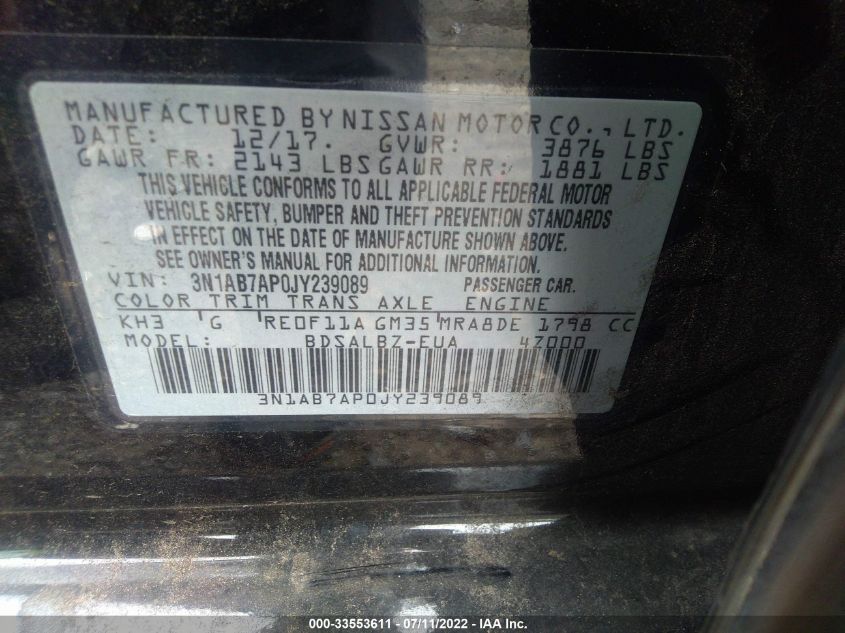 MANUFACTURED BY NISSAN MOTOR CO., LTD.
DATE: 12/17. GVWR: 3876 LBS
GAWR FR: 2143 LBS GAWR RR: 1881 LBS
THIS VEHICLE CONFORMS TO ALL APPLICABLE FEDERAL MOTOR
VEHICLE SAFETY, BUMPER AND THEFT PREVENTION STANDARDS
IN EFFECT ON THE DATE OF MANUFACTURE SHOWN ABOVE.
SEE OWNER'S MANUAL FOR ADDITIONAL INFORMATION.
VIN: 3N1AB7AP0JY239089 PASSENGER CAR.
COLOR TRIM TRANS AXLE ENGINE
KH3 G RE0F11A GM35 MRA8DE 1798 CC
MODEL: BDSALBZ-EUA 4Z000
3N1AB7AP0JY239089
000-33553611 - 07/11/2022 - Copyright © IAA, Inc.